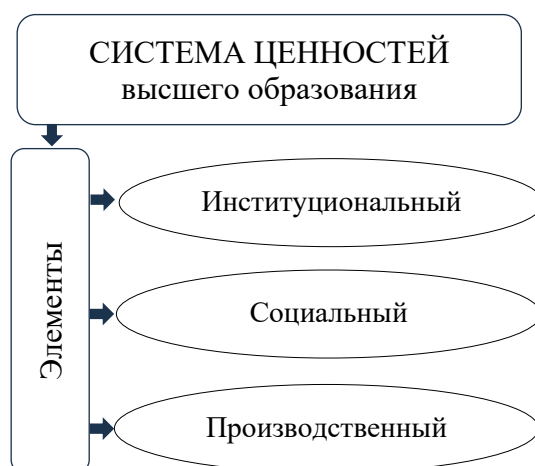 СИСТЕМА ЦЕННОСТЕЙ
высшего образования
Элементы
Институциональный
Социальный
Производственный